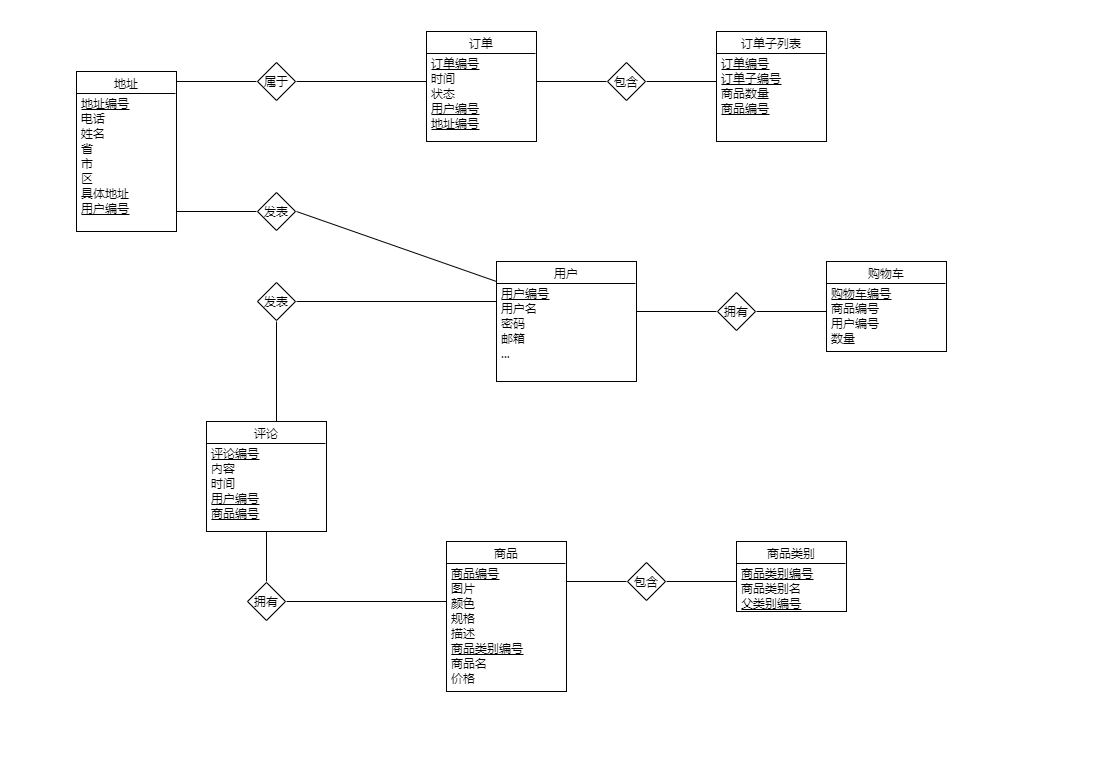 地址
地址编号
电话
姓名
省
市
区
具体地址
用户编号
属于
订单
订单编号
时间
状态
用户编号
地址编号
包含
订单子列表
订单编号
订单子编号
商品数量
商品编号
发表
发表
用户
用户编号
用户名
密码
邮箱
...
拥有
购物车
购物车编号
商品编号
用户编号
数量
评论
评论编号
内容
时间
用户编号
商品编号
拥有
商品
商品编号
图片
颜色
规格
描述
商品类别编号
商品名
价格
包含
商品类别
商品类别编号
商品类别名
父类别编号